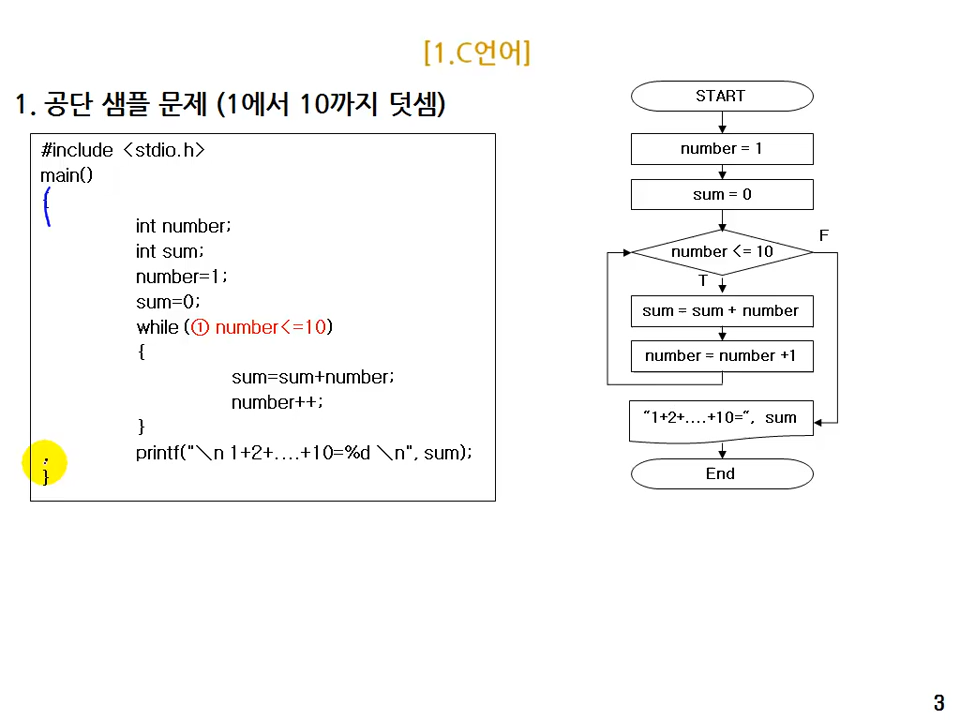 [1.C언어]
1. 공단 샘플 문제 (1에서 10까지 덧셈)
#include <stdio.h>
main()
{
int number;
int sum;
number=1;
sum=0;
while (① number<=10)
{
sum=sum+number;
number++;
}
printf("\n 1+2+....+10=%d \n", sum);
}
START
number = 1
sum = 0
number <= 10
F
T
sum = sum + number
number = number +1
"1+2+....+10=", sum
End
3